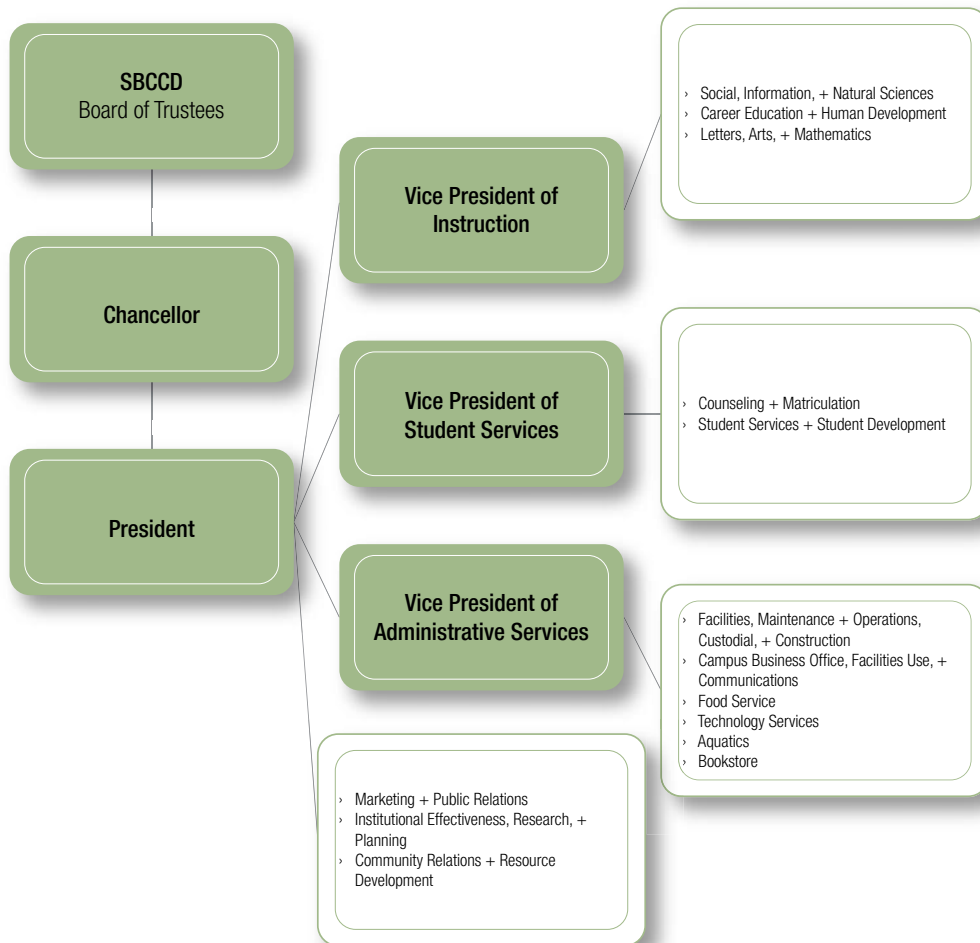 SBCCD
Board of Trustees
Chancellor
President
Vice President of
Instruction
› Social, Information, + Natural Sciences
› Career Education + Human Development
› Letters, Arts, + Mathematics
Vice President of
Student Services
› Counseling + Matriculation
› Student Services + Student Development
Vice President of
Administrative Services
› Facilities, Maintenance + Operations,
Custodial, + Construction
› Campus Business Office, Facilities Use, +
Communications
› Food Service
› Technology Services
› Aquatics
› Bookstore
› Marketing + Public Relations
› Institutional Effectiveness, Research, +
Planning
› Community Relations + Resource
Development